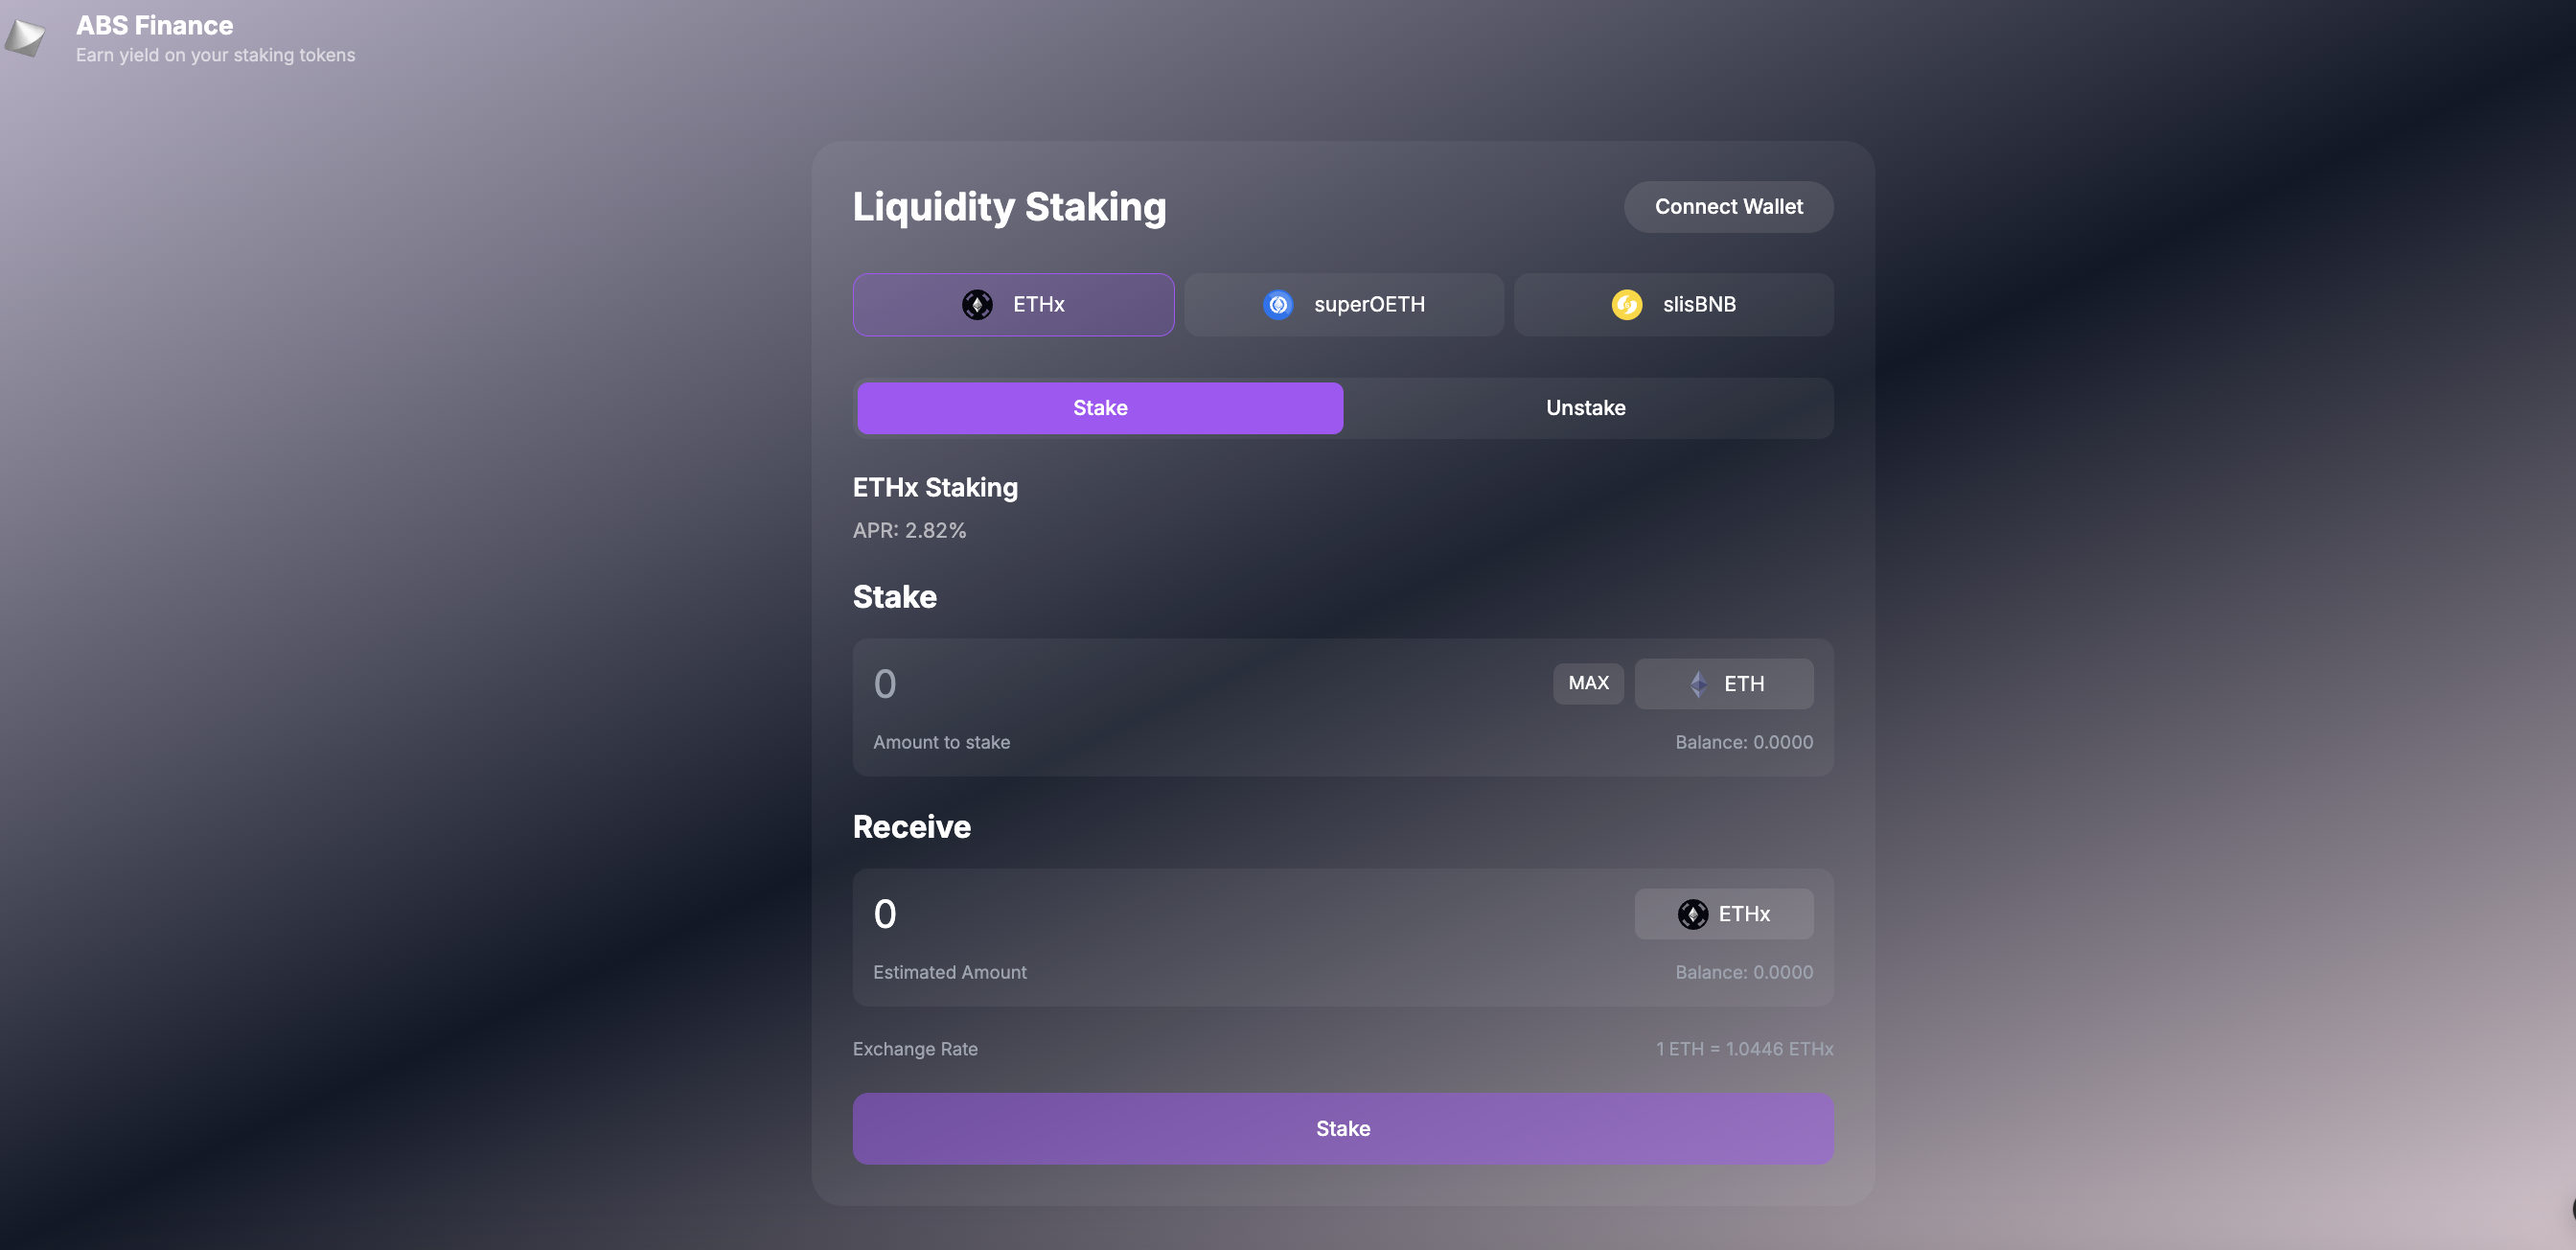 ABS Finance
Earn yield on your staking tokens
Liquidity Staking
Connect Wallet
ETHx
superOETH
slisBNB
Stake
Unstake
ETHx Staking
APR: 2.82%
Stake
0
MAX
ETH
Amount to stake
Balance: 0.0000
Receive
0
ETHx
Estimated Amount
Balance: 0.0000
Exchange Rate
1 ETH = 1.0446 ETHx
Stake